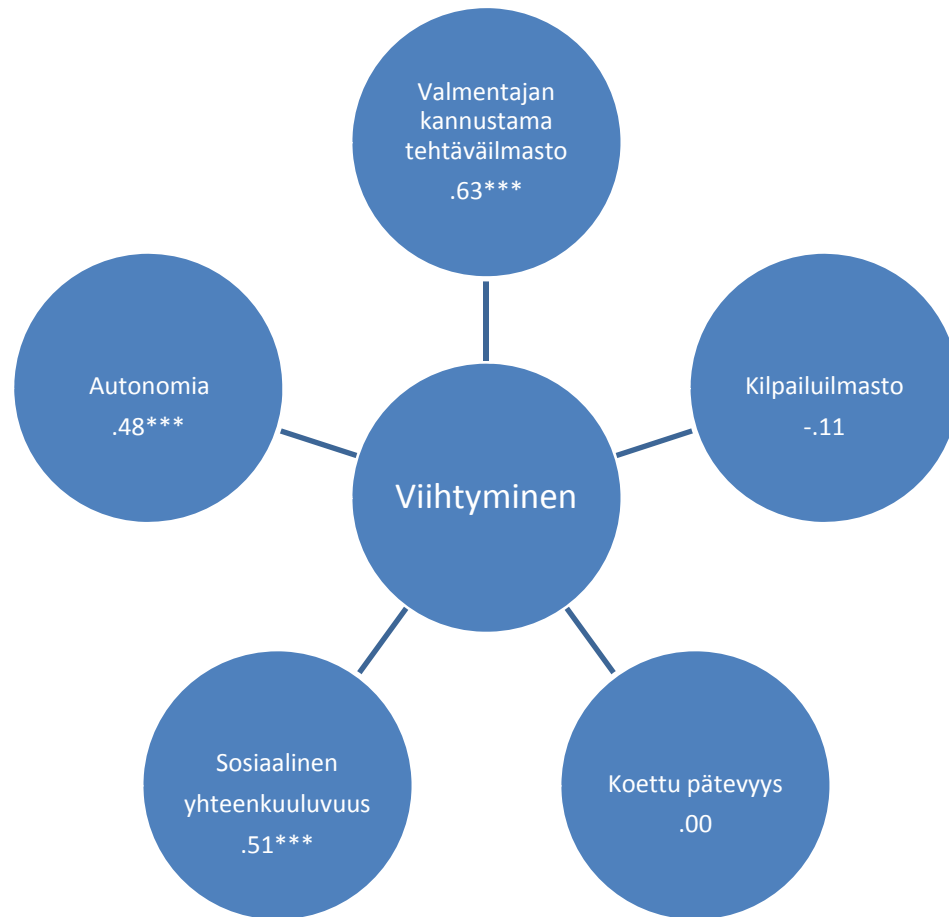 Valmentajan
kannustama
tehtäväilmasto
.63***
Autonomia
.48***
Kilpailuilmasto
-.11
Viihtyminen
Sosiaalinen
yhteenkuuluvuus
.51***
Koettu pätevyys
.00